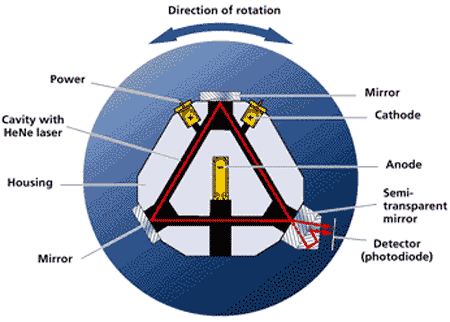 Direction of rotation
Power
Mirror
Cathode
Cavity with
HeNe laser
Anode
Housing
Semi-
transparent
mirror
Mirror
Detector
(photodiode)